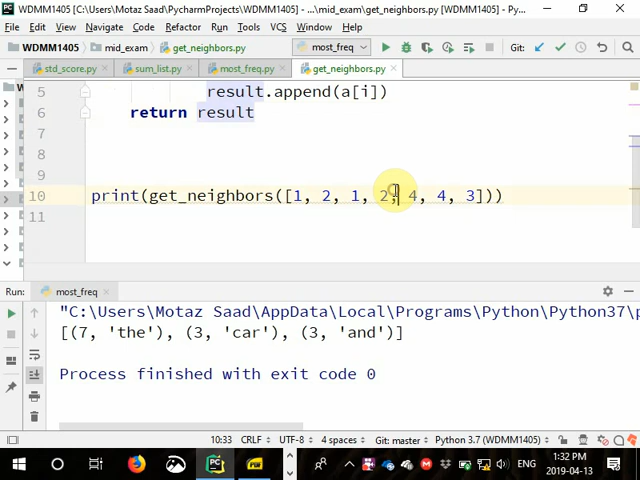 WDMM1405 [C:\Users\Motaz Saad\PycharmProjects\WDMM1405] - ...\mid_exam\get_neighbors.py [WDMM1405] - P...
File Edit View Navigate Code Refactor Run Tools VCS Window Help
WDMM1405 mid_exam get_neighbors.py most_freq Git:
std_score.py sum_list.py most_freq.py get_neighbors.py
5 result.append(a[i])
6 return result
7
8
9
10 print(get_neighbors([1, 2, 1, 2, 4, 4, 3]))
11
Run: most_freq
"C:\Users\Motaz Saad\AppData\Local\Programs\Python\Python37\p
[(7, 'the'), (3, 'car'), (3, 'and')]
Process finished with exit code 0
10:33 CRLF UTF-8 4 spaces Git: master Python 3.7 (WDMM1405)
ENG 1:32 PM
2019-04-13